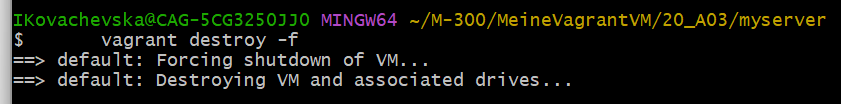 IKovachevska@CAG-5CG3250JJ0 MINGW64 ~/M-300/MeineVagrantVM/20_A03/myserver
$       vagrant destroy -f
==> default: Forcing shutdown of VM...
==> default: Destroying VM and associated drives...